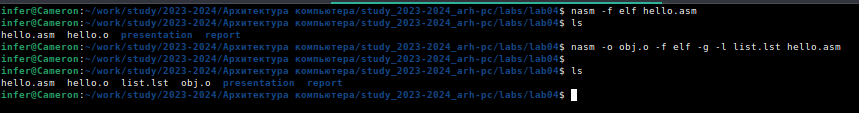 infer@Cameron:~/work/study/2023-2024/Архитектура компьютера/study_2023-2024_arh-pc/labs/lab04$ nasm -f elf hello.asm
infer@Cameron:~/work/study/2023-2024/Архитектура компьютера/study_2023-2024_arh-pc/labs/lab04$ ls
hello.asm  hello.o  presentation  report
infer@Cameron:~/work/study/2023-2024/Архитектура компьютера/study_2023-2024_arh-pc/labs/lab04$ nasm -o obj.o -f elf -g -l list.lst hello.asm
infer@Cameron:~/work/study/2023-2024/Архитектура компьютера/study_2023-2024_arh-pc/labs/lab04$
infer@Cameron:~/work/study/2023-2024/Архитектура компьютера/study_2023-2024_arh-pc/labs/lab04$ ls
hello.asm  hello.o  list.lst  obj.o  presentation  report
infer@Cameron:~/work/study/2023-2024/Архитектура компьютера/study_2023-2024_arh-pc/labs/lab04$